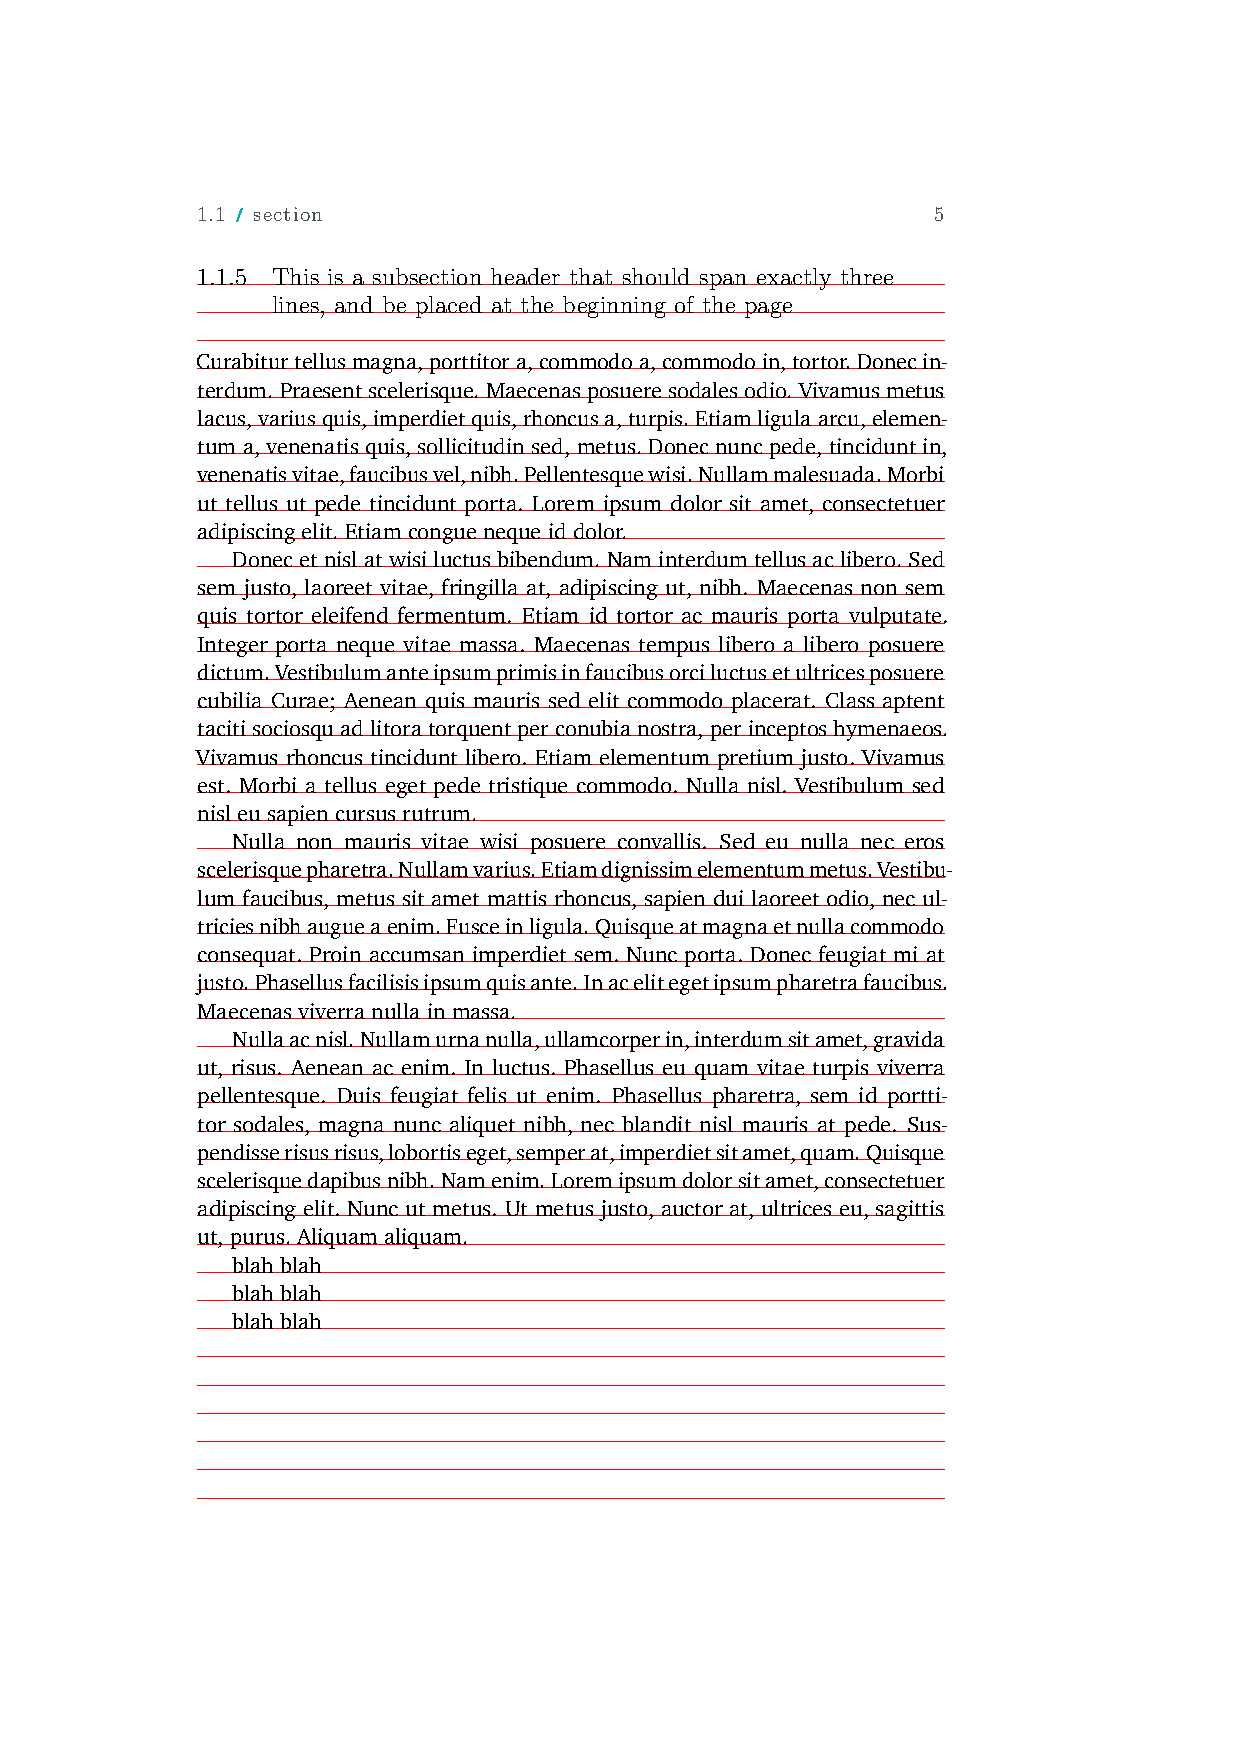 1.1 / section 5
1.1.5 This is a subsection header that should span exactly three
lines, and be placed at the beginning of the page
Curabitur tellus magna, porttitor a, commodo a, commodo in, tortor. Donec in-
terdum. Praesent scelerisque. Maecenas posuere sodales odio. Vivamus metus
lacus, varius quis, imperdiet quis, rhoncus a, turpis. Etiam ligula arcu, elemen-
tum a, venenatis quis, sollicitudin sed, metus. Donec nunc pede, tincidunt in,
venenatis vitae, faucibus vel, nibh. Pellentesque wisi. Nullam malesuada. Morbi
ut tellus ut pede tincidunt porta. Lorem ipsum dolor sit amet, consectetuer
adipiscing elit. Etiam congue neque id dolor.
Donec et nisl at wisi luctus bibendum. Nam interdum tellus ac libero. Sed
sem justo, laoreet vitae, fringilla at, adipiscing ut, nibh. Maecenas non sem
quis tortor eleifend fermentum. Etiam id tortor ac mauris porta vulputate.
Integer porta neque vitae massa. Maecenas tempus libero a libero posuere
dictum. Vestibulum ante ipsum primis in faucibus orci luctus et ultrices posuere
cubilia Curae; Aenean quis mauris sed elit commodo placerat. Class aptent
taciti sociosqu ad litora torquent per conubia nostra, per inceptos hymenaeos.
Vivamus rhoncus tincidunt libero. Etiam elementum pretium justo. Vivamus
est. Morbi a tellus eget pede tristique commodo. Nulla nisl. Vestibulum sed
nisl eu sapien cursus rutrum.
Nulla non mauris vitae wisi posuere convallis. Sed eu nulla nec eros
scelerisque pharetra. Nullam varius. Etiam dignissim elementum metus. Vestibu-
lum faucibus, metus sit amet mattis rhoncus, sapien dui laoreet odio, nec ul-
tricies nibh augue a enim. Fusce in ligula. Quisque at magna et nulla commodo
consequat. Proin accumsan imperdiet sem. Nunc porta. Donec feugiat mi at
justo. Phasellus facilisis ipsum quis ante. In ac elit eget ipsum pharetra faucibus.
Maecenas viverra nulla in massa.
Nulla ac nisl. Nullam urna nulla, ullamcorper in, interdum sit amet, gravida
ut, risus. Aenean ac enim. In luctus. Phasellus eu quam vitae turpis viverra
pellentesque. Duis feugiat felis ut enim. Phasellus pharetra, sem id portti-
tor sodales, magna nunc aliquet nibh, nec blandit nisl mauris at pede. Sus-
pendisse risus risus, lobortis eget, semper at, imperdiet sit amet, quam. Quisque
scelerisque dapibus nibh. Nam enim. Lorem ipsum dolor sit amet, consectetuer
adipiscing elit. Nunc ut metus. Ut metus justo, auctor at, ultrices eu, sagittis
ut, purus. Aliquam aliquam.
blah blah
blah blah
blah blah